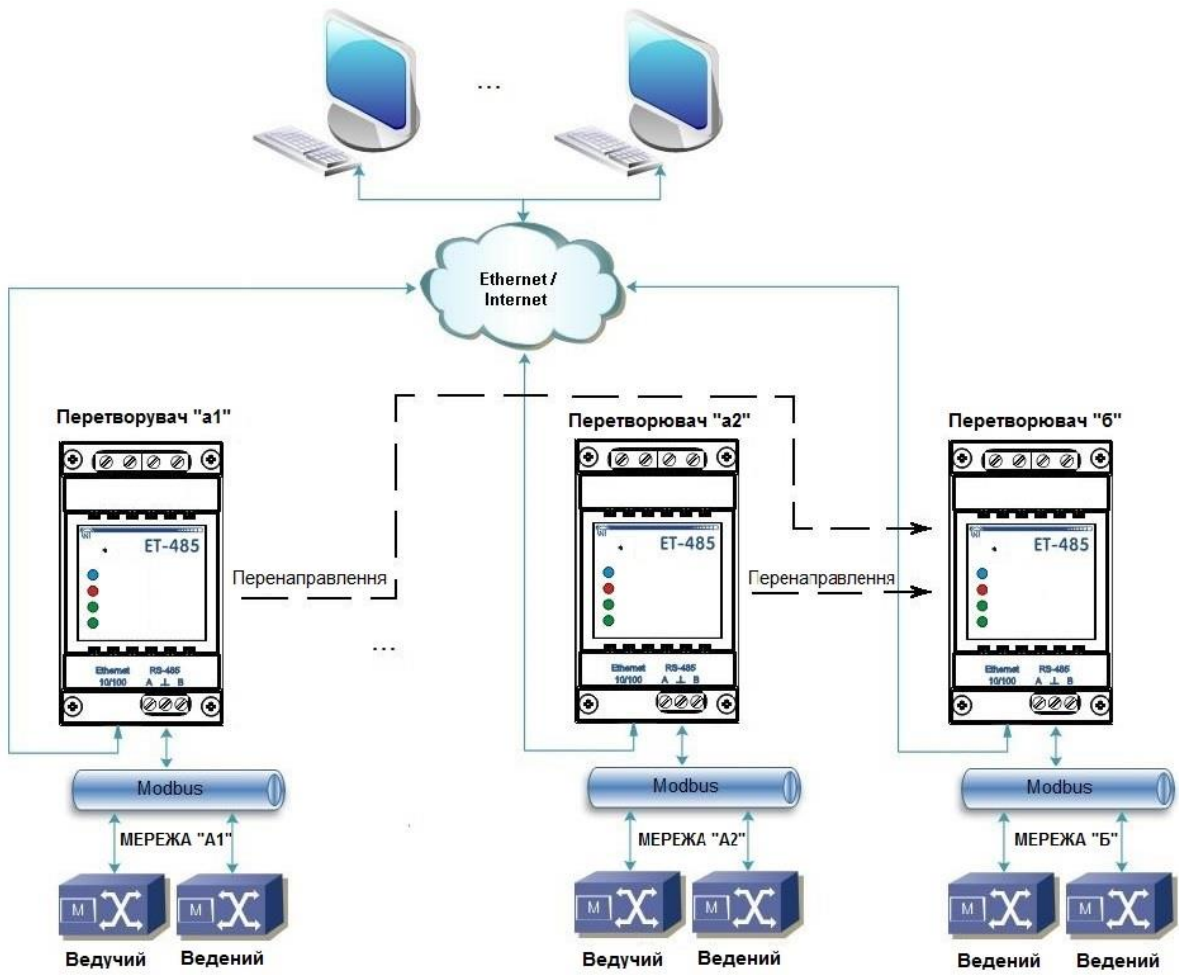 ...
Ethernet /
Internet
Перетворувач "а1"
Перетворювач "а2"
Перетворювач "б"
ET-485
ET-485
ET-485
Перенаправлення
Перенаправлення
...
Ethernet RS-485
10/100 A ⊥ B
Ethernet RS-485
10/100 A ⊥ B
Ethernet RS-485
10/100 A ⊥ B
Modbus
Modbus
Modbus
МЕРЕЖА "А1"
МЕРЕЖА "А2"
МЕРЕЖА "Б"
M
M
M
M
M
M
Ведучий
Ведений
Ведучий
Ведений
Ведений
Ведений